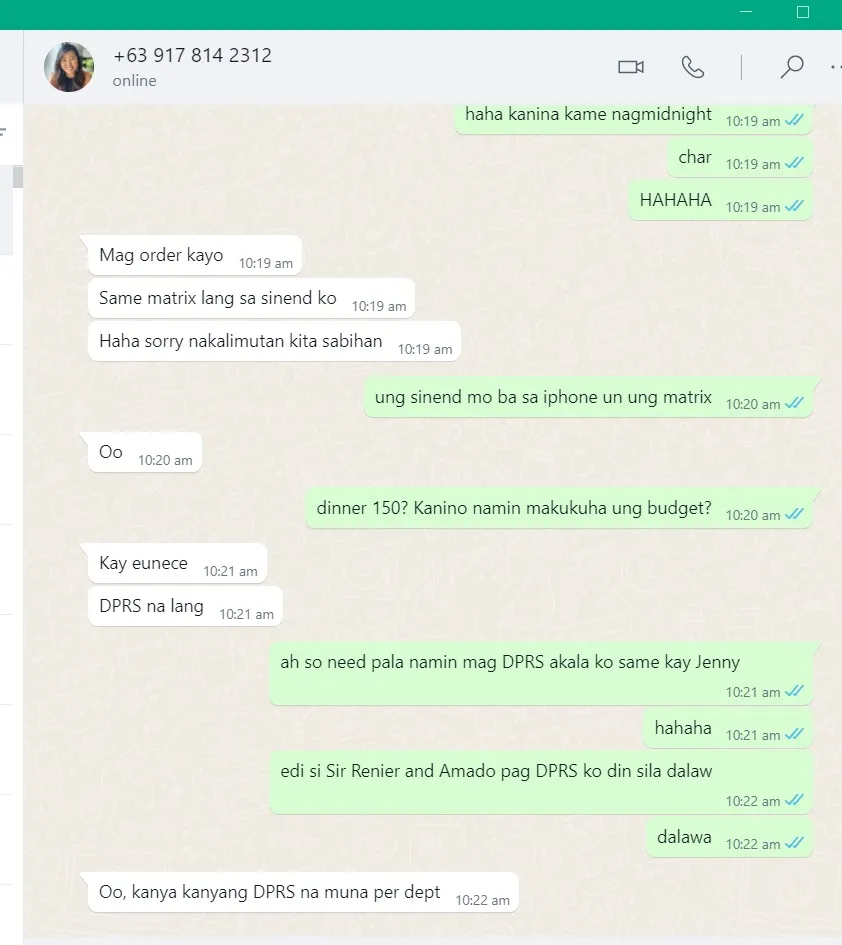 +63 917 814 2312
online
haha kanina kame nagmidnight 10:19 am
char 10:19 am
HAHAHA 10:19 am
Mag order kayo 10:19 am
Same matrix lang sa sinend ko 10:19 am
Haha sorry nakalimutan kita sabihan 10:19 am
ung sinend mo ba sa iphone un ung matrix 10:20 am
Oo 10:20 am
dinner 150? Kanino namin makukuha ung budget? 10:20 am
Kay eunece 10:21 am
DPRS na lang 10:21 am
ah so need pala namin mag DPRS akala ko same kay Jenny
10:21 am
hahaha 10:21 am
edi si Sir Renier and Amado pag DPRS ko din sila dalaw
10:22 am
dalawa 10:22 am
Oo, kanya kanyang DPRS na muna per dept 10:22 am